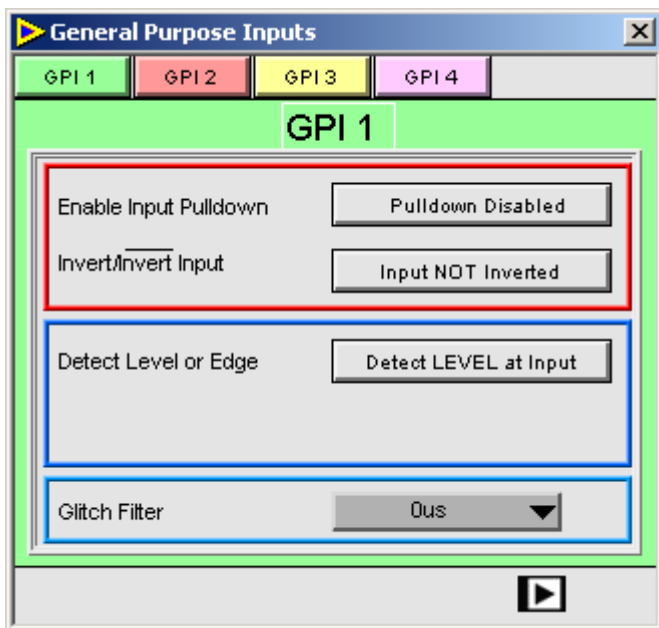 General Purpose Inputs
GPI 1 GPI 2 GPI 3 GPI 4
GPI 1
Enable Input Pulldown Pulldown Disabled
Invert/Invert Input Input NOT Inverted
Detect Level or Edge Detect LEVEL at Input
Glitch Filter 0us